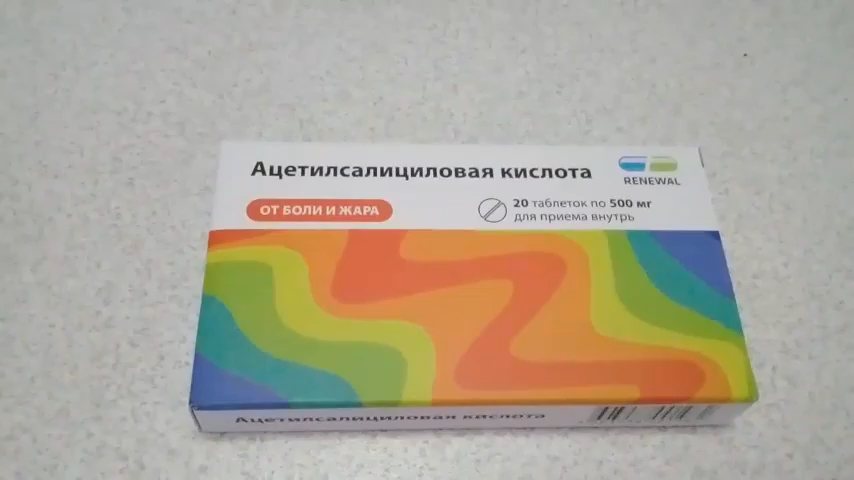 Ацетилсалициловая кислота
RENEWAL
ОТ БОЛИ И ЖАРА
20 таблеток по 500 мг
для приема внутрь
Ацетилсалициловая кислота